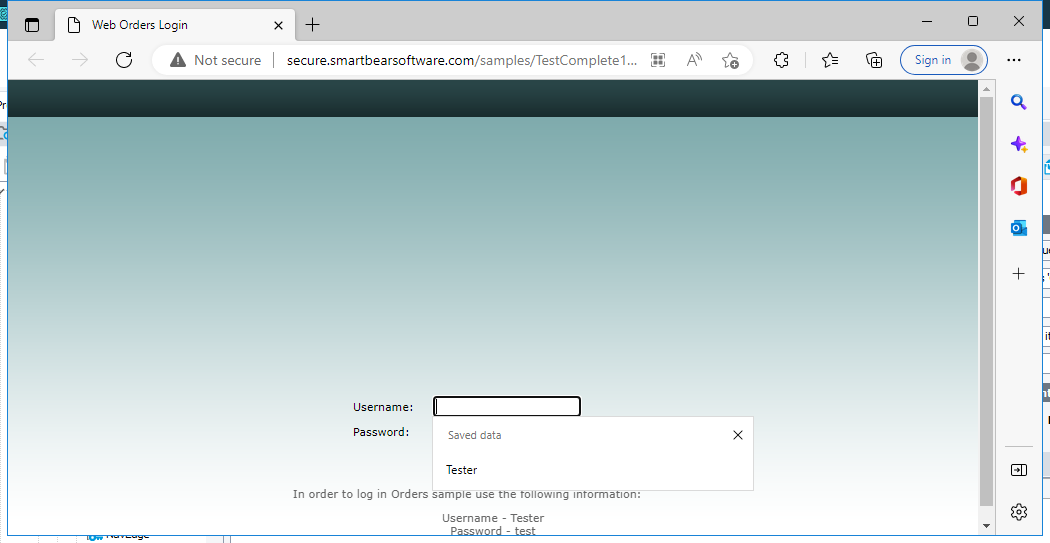 Web Orders Login
Not secure
secure.smartbearsoftware.com/samples/TestComplete1...
Sign in
Username:
Password:
Saved data
Tester
In order to log in Orders sample use the following information:
Username - Tester
Password - test